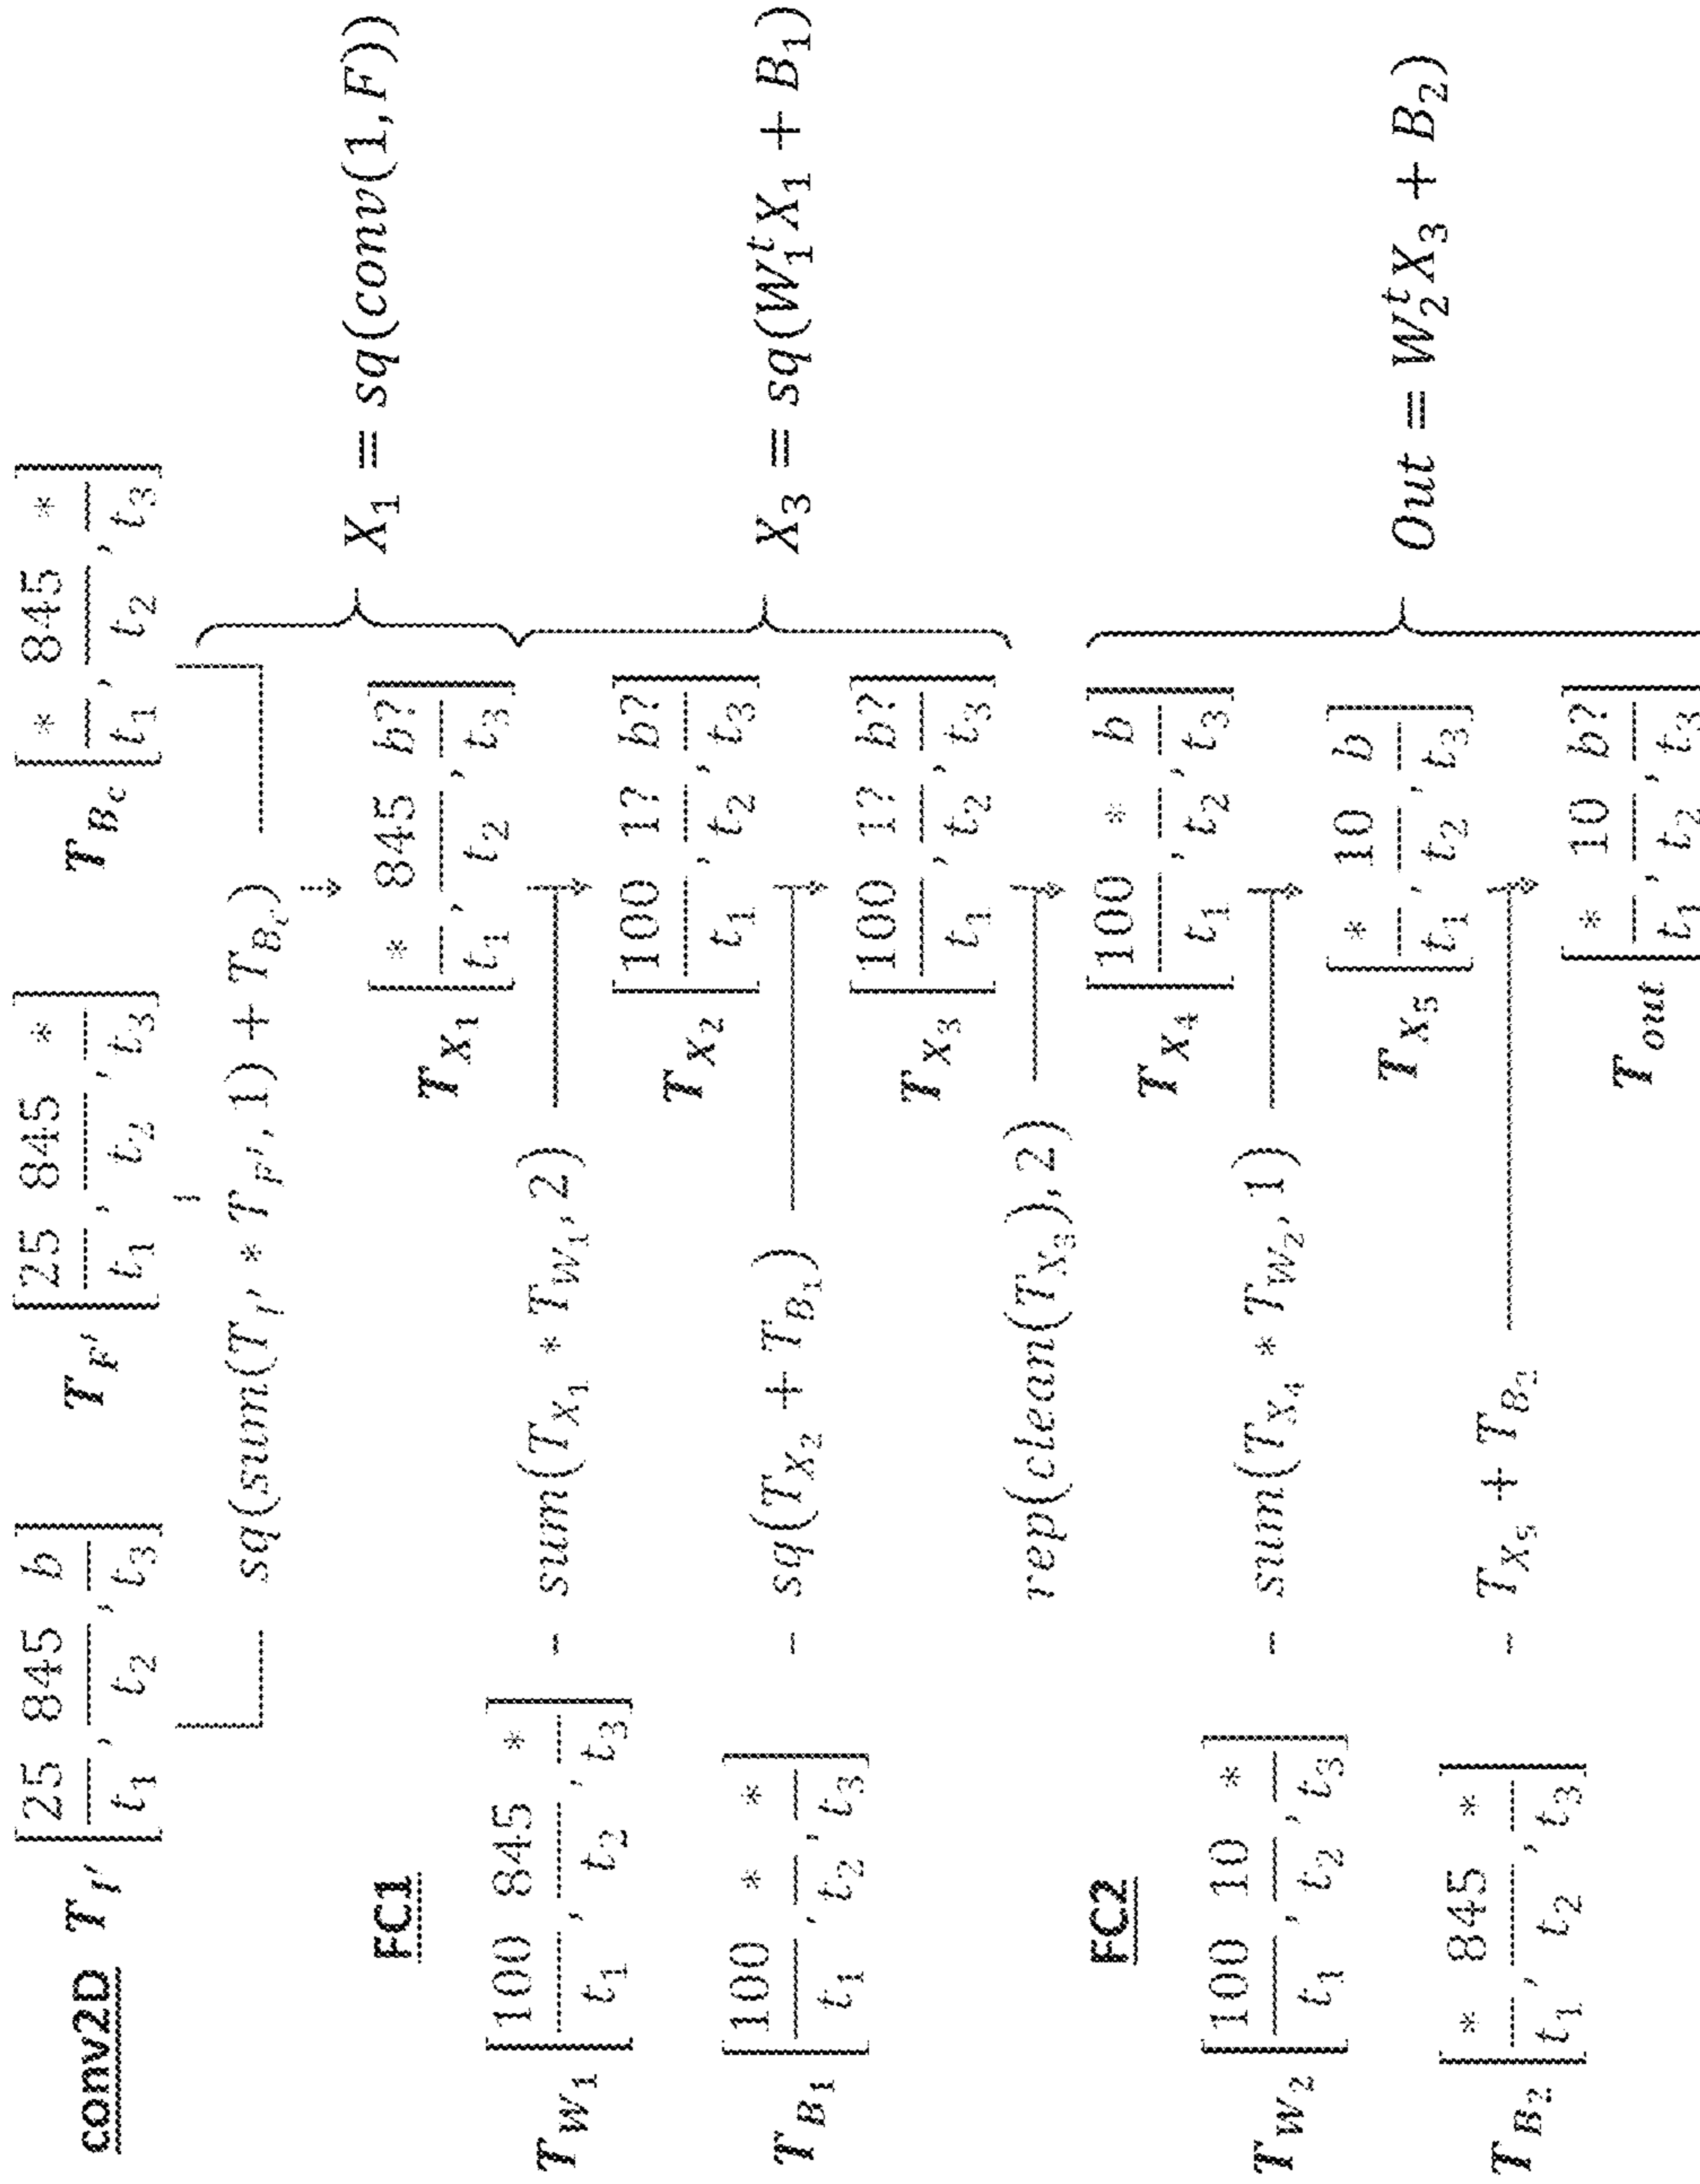 conv2D T_I' [25/t_1, 845/t_2, b/t_3] T_F' [25/t_1, 845/t_2, */t_3] T_{B_c} [*/t_1, 845/t_2, */t_3]
sq(sum(T_I' * T_F', 1) + T_{B_c})
X_1 = sq(conv(1, F))
FC1
T_{X_1} [*/t_1, 845/t_2, b?/t_3]
T_{W_1} [100/t_1, 845/t_2, */t_3] – sum(T_{X_1} * T_{W_1}, 2)
T_{X_2} [100/t_1, 1?/t_2, b?/t_3]
X_3 = sq(W_1^t X_1 + B_1)
T_{B_1} [100/t_1, */t_2, */t_3] – sq(T_{X_2} + T_{B_1})
T_{X_3} [100/t_1, 1?/t_2, b?/t_3]
rep(clean(T_{X_3}), 2)
FC2
T_{X_4} [100/t_1, */t_2, b/t_3]
T_{W_2} [100/t_1, 10/t_2, */t_3] – sum(T_{X_4} * T_{W_2}, 1)
T_{X_5} [*/t_1, 10/t_2, b/t_3]
Out = W_2^t X_3 + B_2)
T_{B_2} [*/t_1, 845/t_2, */t_3] – T_{X_5} + T_{B_2}
T_{out} [*/t_1, 10/t_2, b?/t_3]